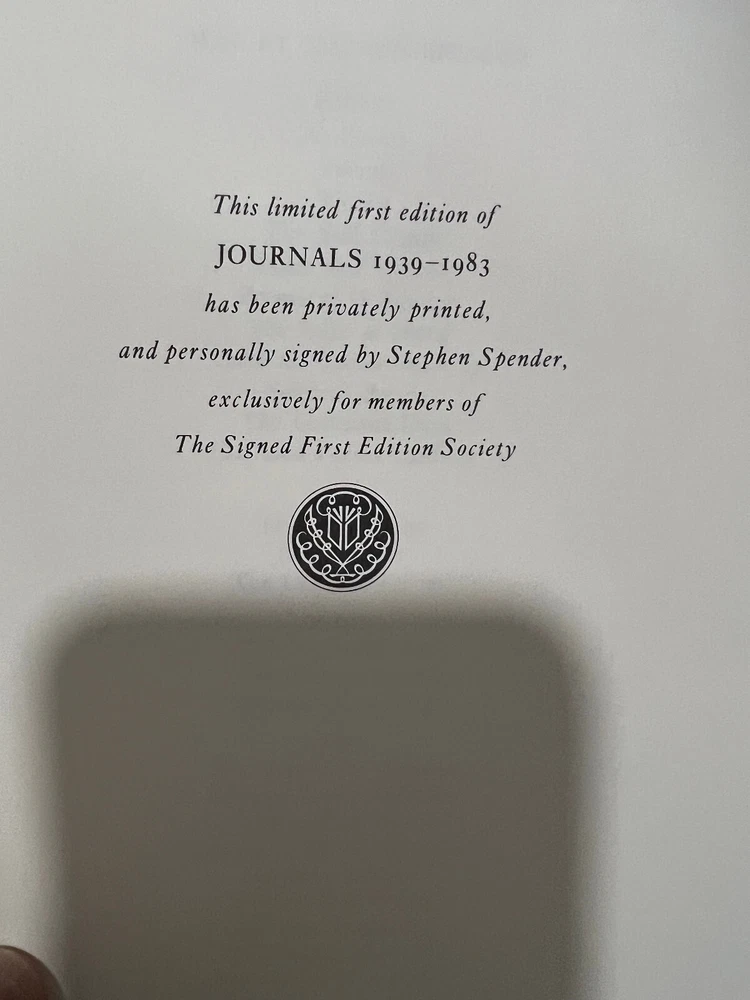 This limited first edition of
JOURNALS 1939–1983
has been privately printed,
and personally signed by Stephen Spender,
exclusively for members of
The Signed First Edition Society